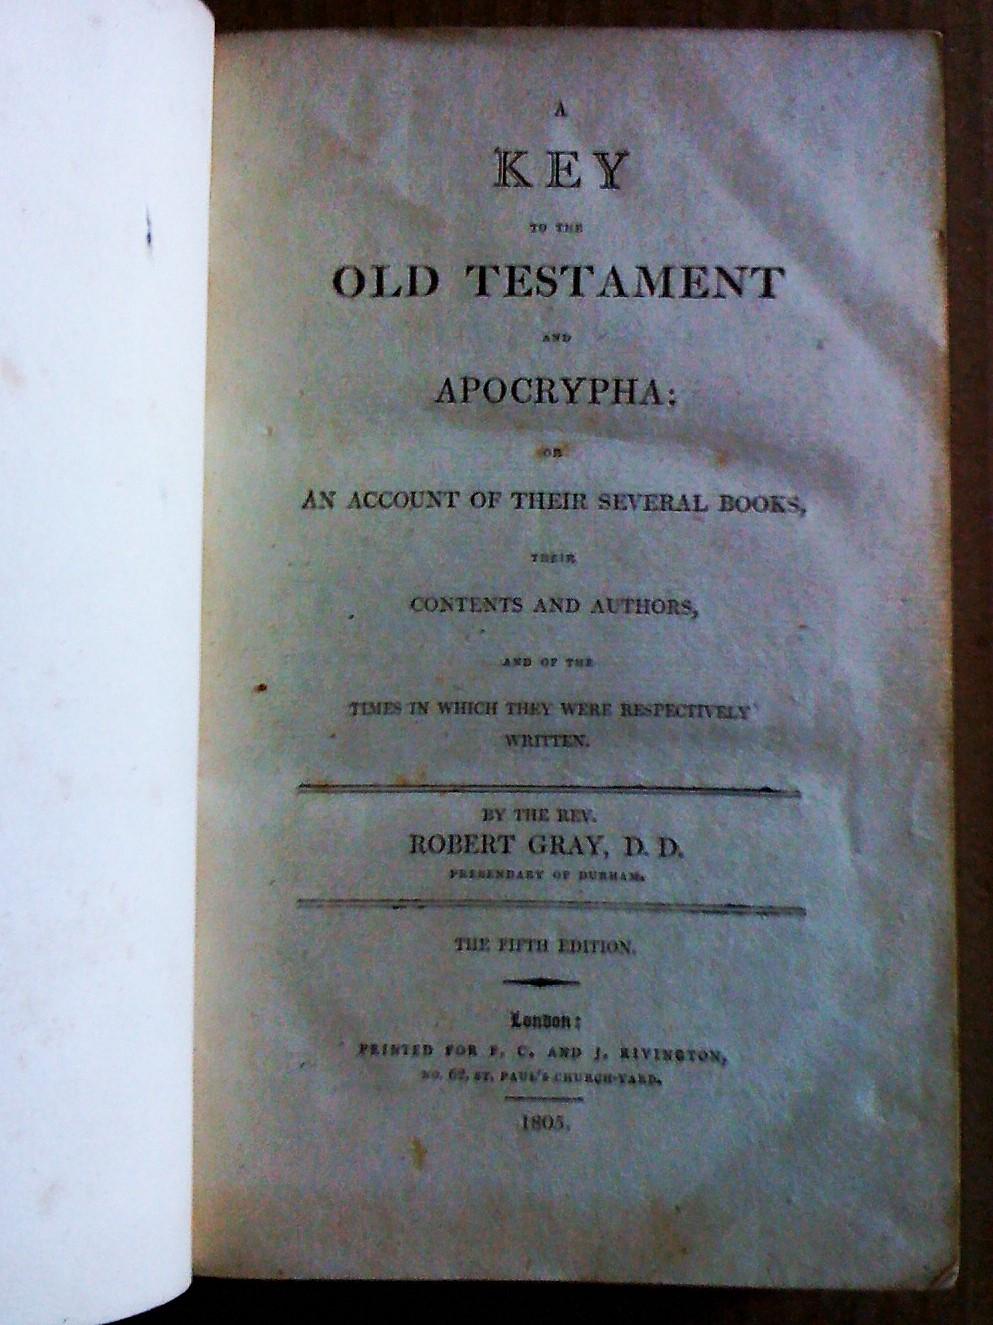 A
KEY
TO THE
OLD TESTAMENT
AND
APOCRYPHA;
OR
AN ACCOUNT OF THEIR SEVERAL BOOKS,
THEIR
CONTENTS AND AUTHORS,
AND OF THE
TIMES IN WHICH THEY WERE RESPECTIVELY
WRITTEN.
BY THE REV.
ROBERT GRAY, D. D.
PREBENDARY OF DURHAM.
THE FIFTH EDITION.
London:
PRINTED FOR F. C. AND J. RIVINGTON,
NO. 62, ST. PAUL'S CHURCH-YARD.
1805.